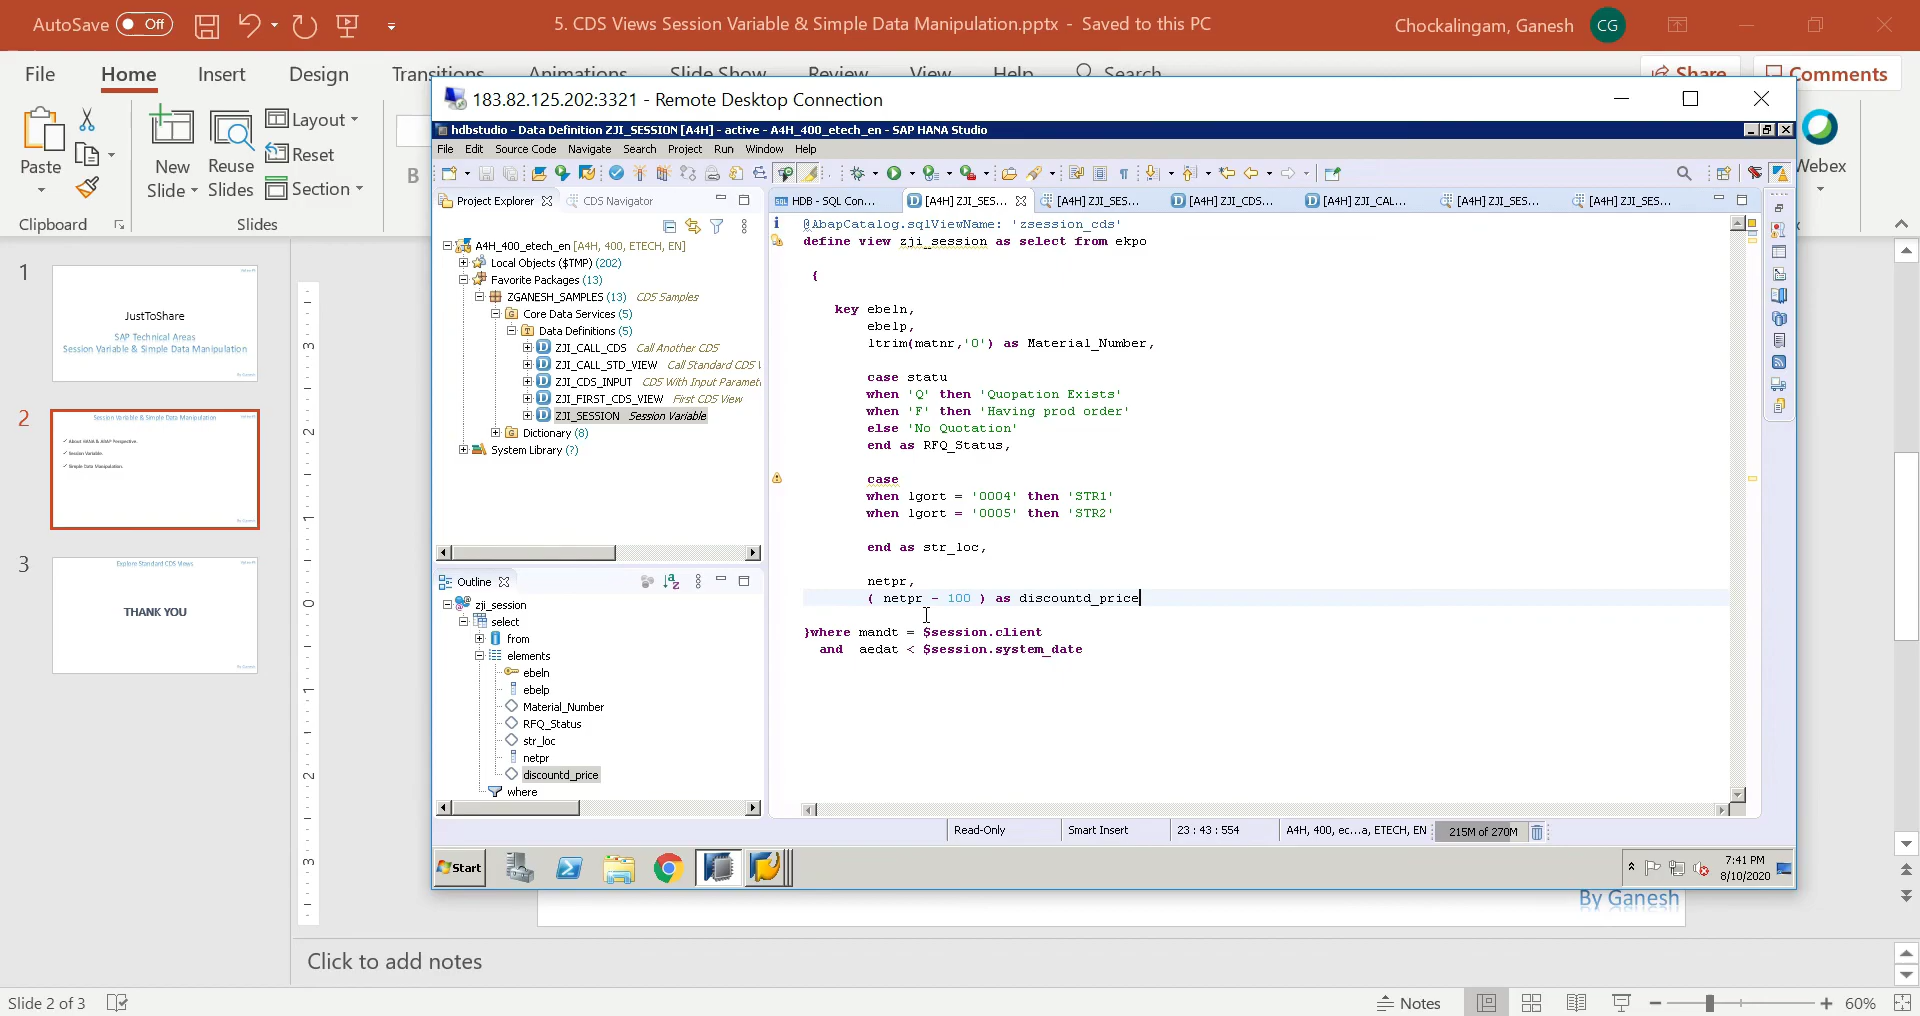 AutoSave Off
5. CDS Views Session Variable & Simple Data Manipulation.pptx - Saved to this PC
Chockalingam, Ganesh CG
File Home Insert Design Transitions Animations Slide Show Review View Help Search
Share Comments
Paste
New Slide
Reuse Slides
Layout
Reset
Section
B
Webex
Clipboard
Slides
1
JustToShare
SAP Technical Areas
Session Variable & Simple Data Manipulation
2
Session Variable & Simple Data Manipulation
✓ About HANA & ABAP Perspective.
✓ Session Variable.
✓ Simple Data Manipulation.
By Ganesh
3
Explore Standard CDS Views
THANK YOU
183.82.125.202:3321 - Remote Desktop Connection
hdbstudio - Data Definition ZJI_SESSION [A4H] - active - A4H_400_etech_en - SAP HANA Studio
File Edit Source Code Navigate Search Project Run Window Help
Project Explorer CDS Navigator
A4H_400_etech_en [A4H, 400, ETECH, EN]
Local Objects ($TMP) (202)
Favorite Packages (13)
ZGANESH_SAMPLES (13) CDS Samples
Core Data Services (5)
Data Definitions (5)
ZJI_CALL_CDS Call Another CDS
ZJI_CALL_STD_VIEW Call Standard CDS V
ZJI_CDS_INPUT CDS With Input Paramet
ZJI_FIRST_CDS_VIEW First CDS View
ZJI_SESSION Session Variable
Dictionary (8)
System Library (?)
Outline
zji_session
select
from
elements
ebeln
ebelp
Material_Number
RFQ_Status
str_loc
netpr
discountd_price
where
HDB - SQL Con... [A4H] ZJI_SES... [A4H] ZJI_SES... [A4H] ZJI_CDS... [A4H] ZJI_CAL... [A4H] ZJI_SES... [A4H] ZJI_SES...
@AbapCatalog.sqlViewName: 'zsession_cds'
define view zji_session as select from ekpo
{
key ebeln,
ebelp,
ltrim(matnr,'0') as Material_Number,
case statu
when 'Q' then 'Quopation Exists'
when 'F' then 'Having prod order'
else 'No Quotation'
end as RFQ_Status,
case
when lgort = '0004' then 'STR1'
when lgort = '0005' then 'STR2'
end as str_loc,
netpr,
( netpr - 100 ) as discountd_price
}where mandt = $session.client
and aedat < $session.system_date
Read-Only Smart Insert 23 : 43 : 554 A4H, 400, ec...a, ETECH, EN 215M of 270M
Start
7:41 PM
8/10/2020
By Ganesh
Click to add notes
Slide 2 of 3
Notes
60%